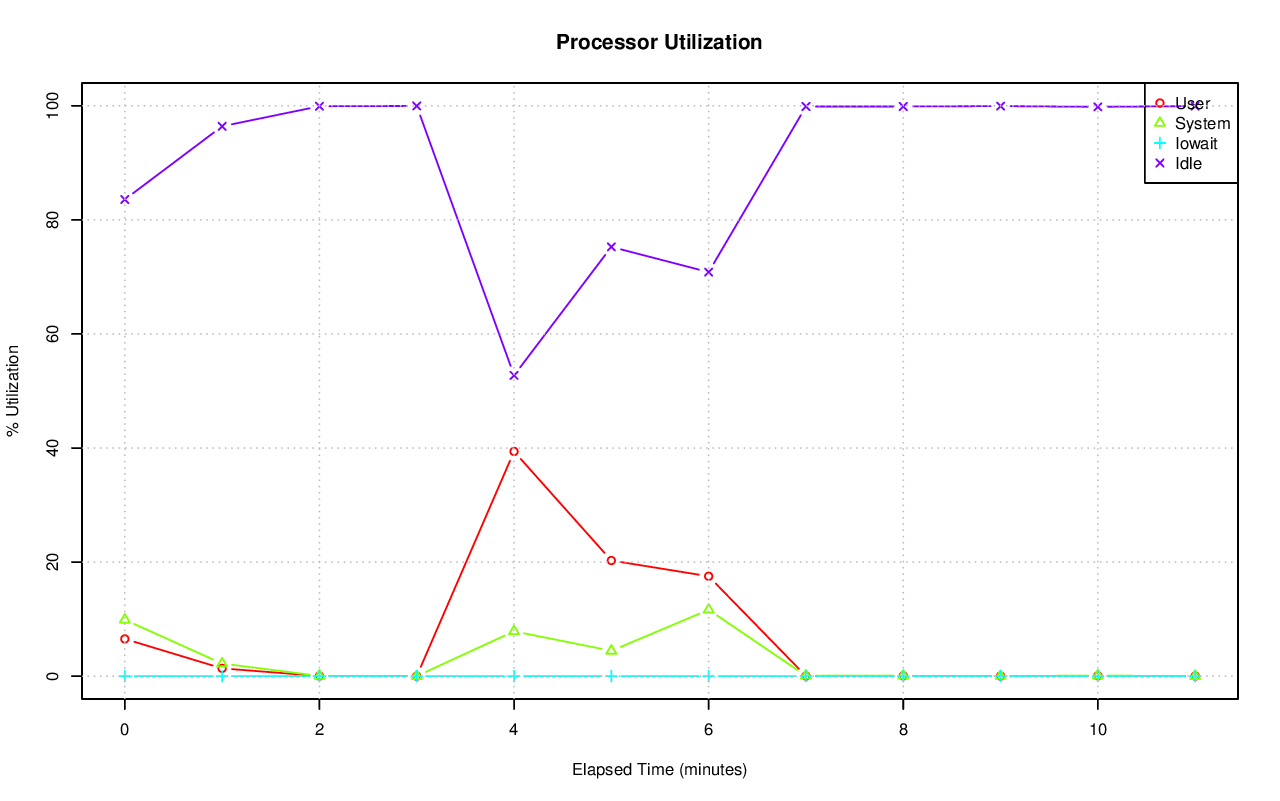 Processor Utilization
100
80
60
40
20
0
% Utilization
User
System
Iowait
Idle
0 2 4 6 8 10
Elapsed Time (minutes)